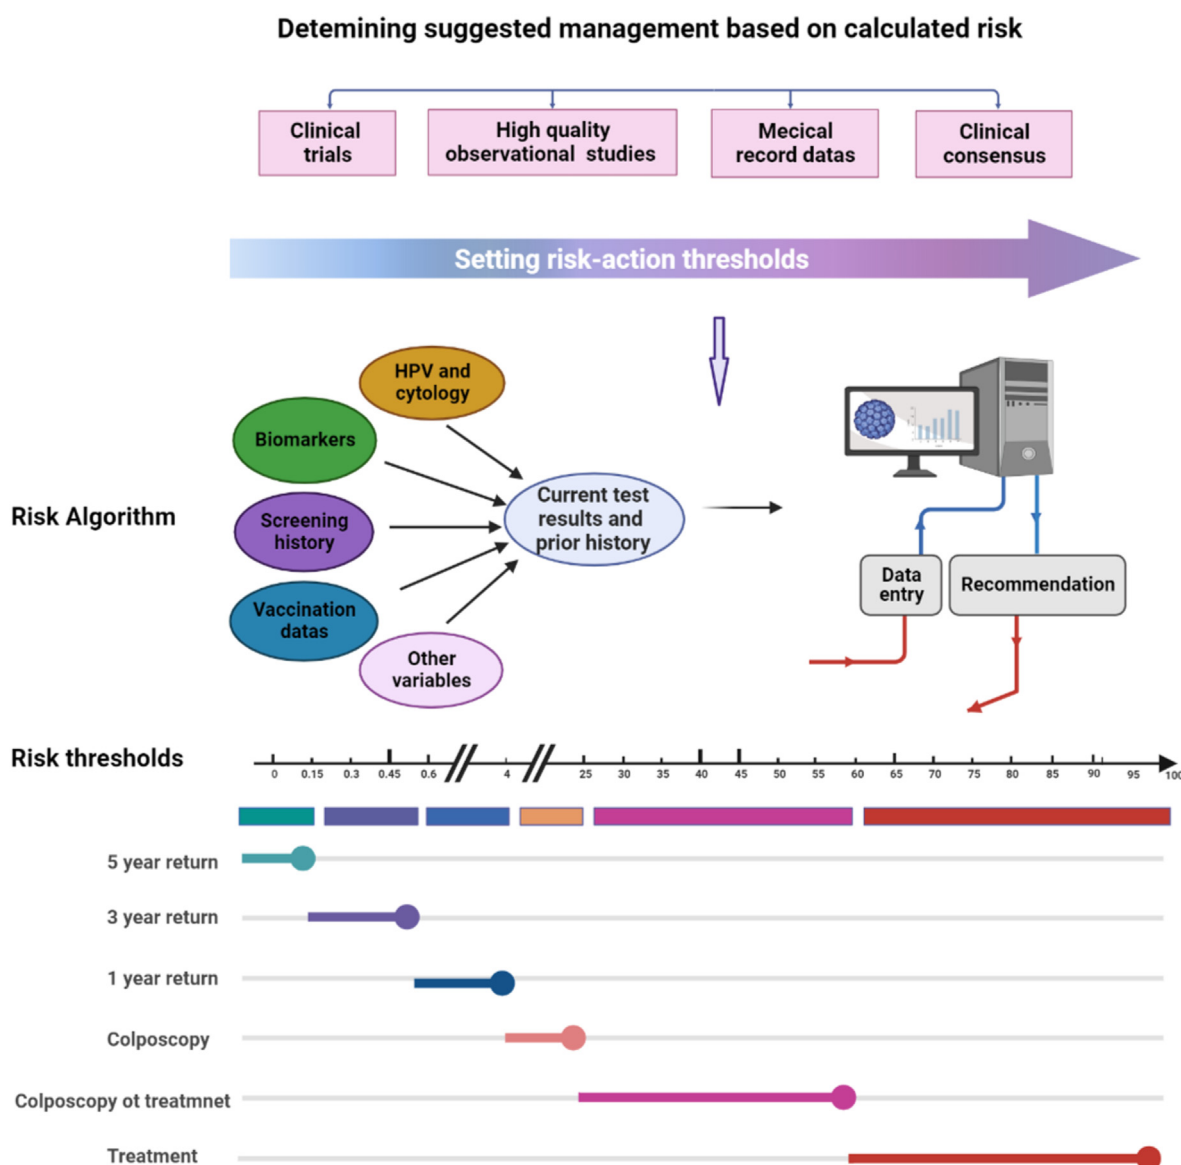 Detemining suggested management based on calculated risk
Clinical
trials
High quality
observational studies
Mecical
record datas
Clinical
consensus
Setting risk-action thresholds
HPV and
cytology
Biomarkers
Screening
history
Vaccination
datas
Other
variables
Risk Algorithm
Current test
results and
prior history
Data
entry
Recommendation
Risk thresholds
0 0.15 0.3 0.45 0.6 4 25 30 35 40 45 50 55 60 65 70 75 80 85 90 95 100
5 year return
3 year return
1 year return
Colposcopy
Colposcopy ot treatmnet
Treatment